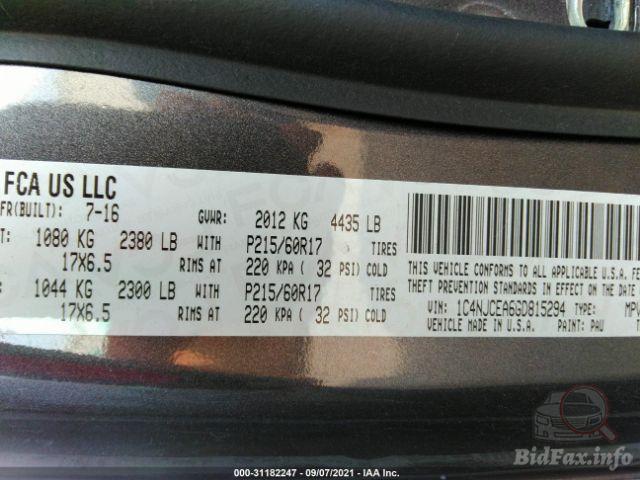 FCA US LLC
FR(BUILT): 7-16 GVWR: 2012 KG 4435 LB
T: 1080 KG 2380 LB WITH P215/60R17 TIRES
17X6.5 RIMS AT 220 KPA ( 32 PSI) COLD
: 1044 KG 2300 LB WITH P215/60R17 TIRES
17X6.5 RIMS AT 220 KPA ( 32 PSI) COLD
THIS VEHICLE CONFORMS TO ALL APPLICABLE U.S.A. F
THEFT PREVENTION STANDARDS IN EFFECT ON THE DATE
VIN: 1C4NJCEA6GD815294 TYPE: MPV
VEHICLE MADE IN U.S.A. PAINT: PAU
BidFax.info
000-31182247 - 09/07/2021 - IAA Inc.